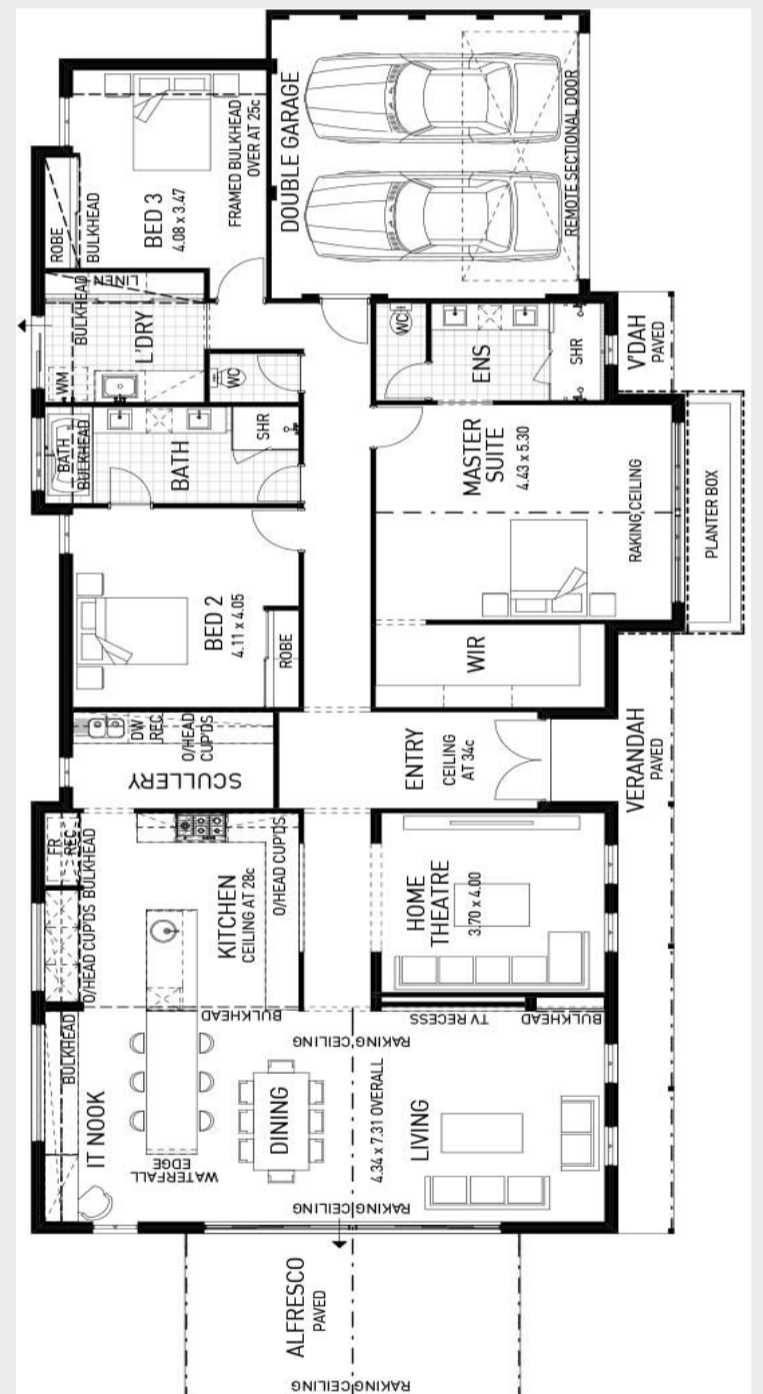 DOUBLE GARAGE
REMOTE SECTIONAL DOOR
FRAMED BULKHEAD
OVER AT 25c
BED 3
4.08 x 3.47
ROBE
BULKHEAD
LINEN
BULKHEAD
L'DRY
WM
WC
WC
ENS
SHR
V'DAH
PAVED
BATH
BULKHEAD
BATH
SHR
MASTER
SUITE
4.43 x 5.30
RAKING CEILING
PLANTER BOX
BED 2
4.11 x 4.05
ROBE
WIR
DW
REC
O/HEAD
CUP'DS
SCULLERY
ENTRY
CEILING
AT 34c
VERANDAH
PAVED
FR
REC
BULKHEAD
O/HEAD CUP'DS
KITCHEN
CEILING AT 28c
O/HEAD CUP'DS
HOME
THEATRE
3.70 x 4.00
BULKHEAD
TV RECESS
BULKHEAD
BULKHEAD
RAKING CEILING
IT NOOK
DINING
4.34 x 7.31 OVERALL
LIVING
WATERFALL
EDGE
RAKING CEILING
ALFRESCO
PAVED
RAKING CEILING